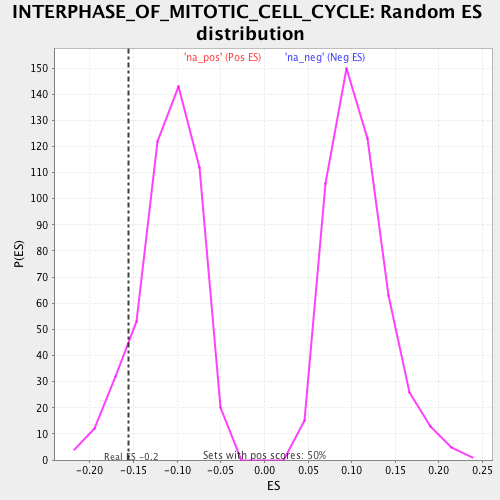 INTERPHASE_OF_MITOTIC_CELL_CYCLE: Random ES
distribution
'na_pos' (Pos ES) 'na_neg' (Neg ES)
150
140
130
120
110
100
90
80
70
60
50
40
30
20
10
0
P(ES)
Real ES -0.2
Sets with pos scores: 50%
-0.20 -0.15 -0.10 -0.05 0.00 0.05 0.10 0.15 0.20 0.25
ES